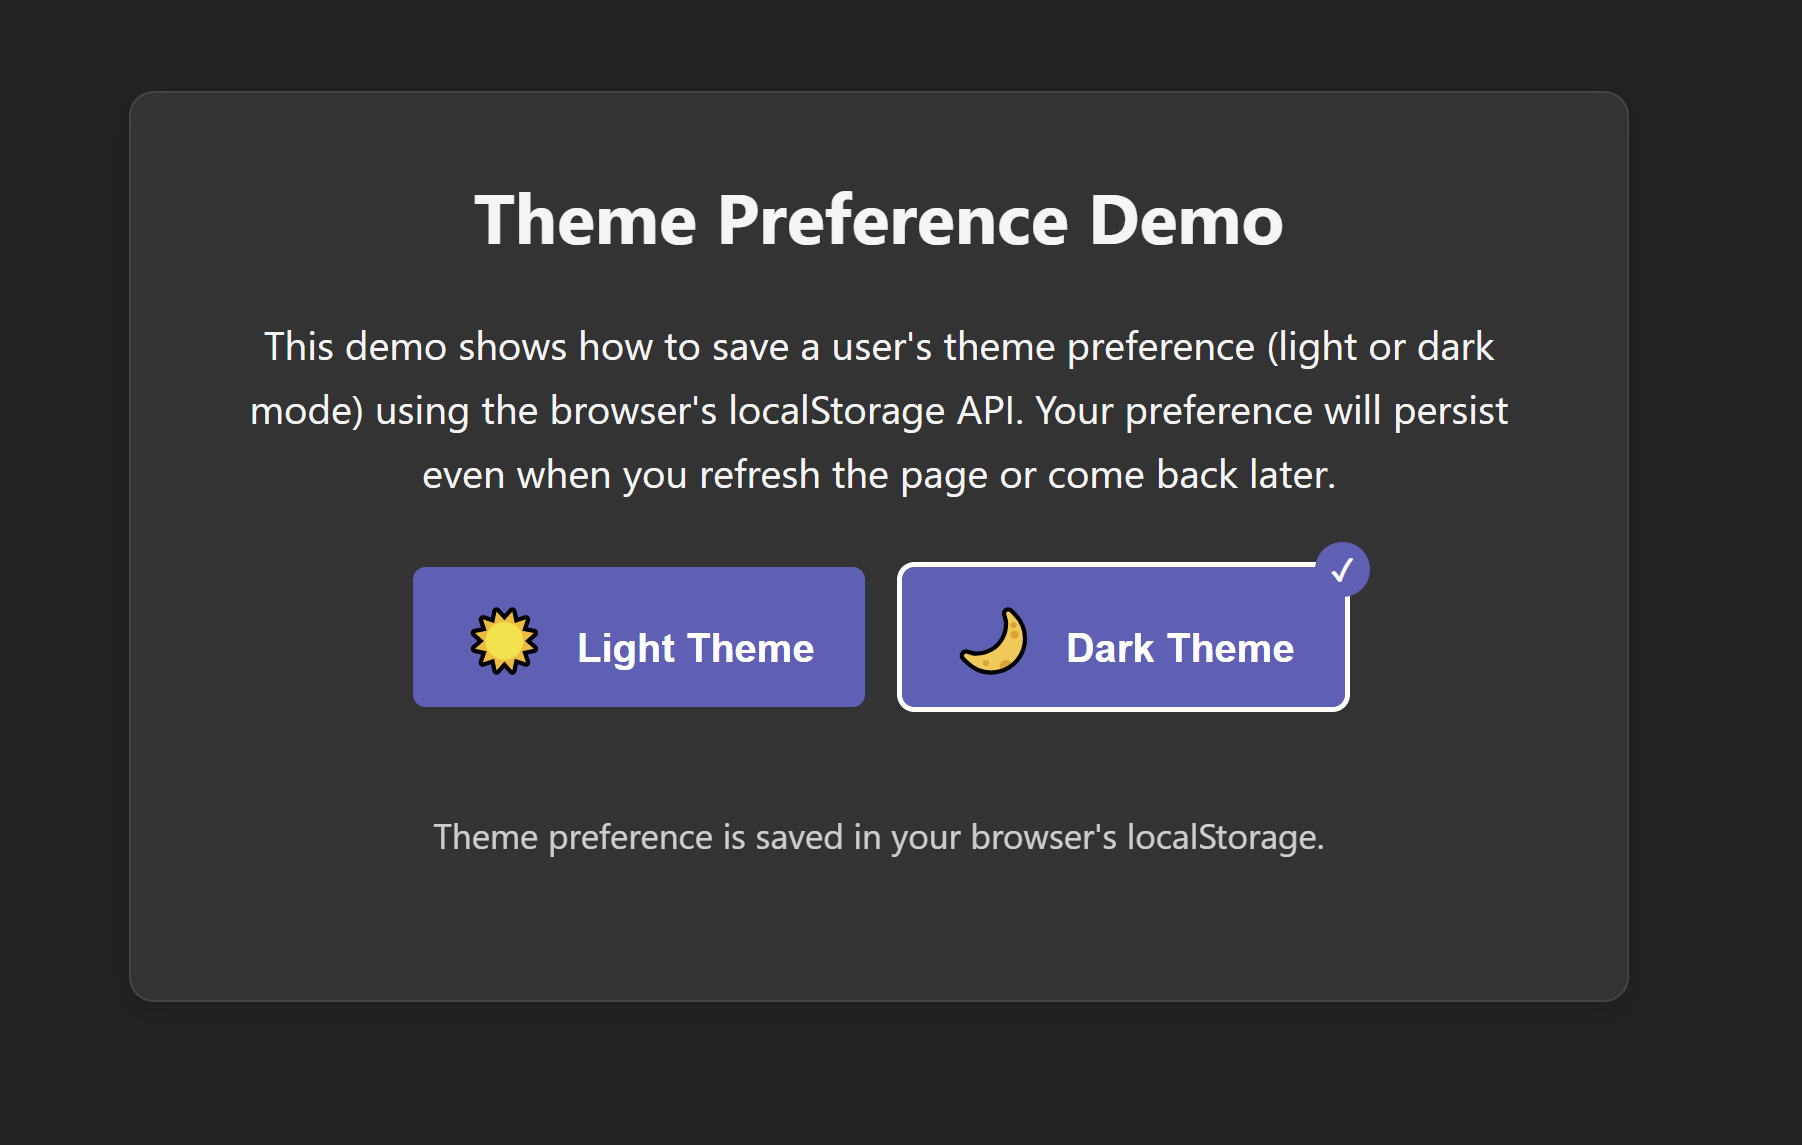 Theme Preference Demo
This demo shows how to save a user's theme preference (light or dark
mode) using the browser's localStorage API. Your preference will persist
even when you refresh the page or come back later.
Light Theme
Dark Theme
Theme preference is saved in your browser's localStorage.